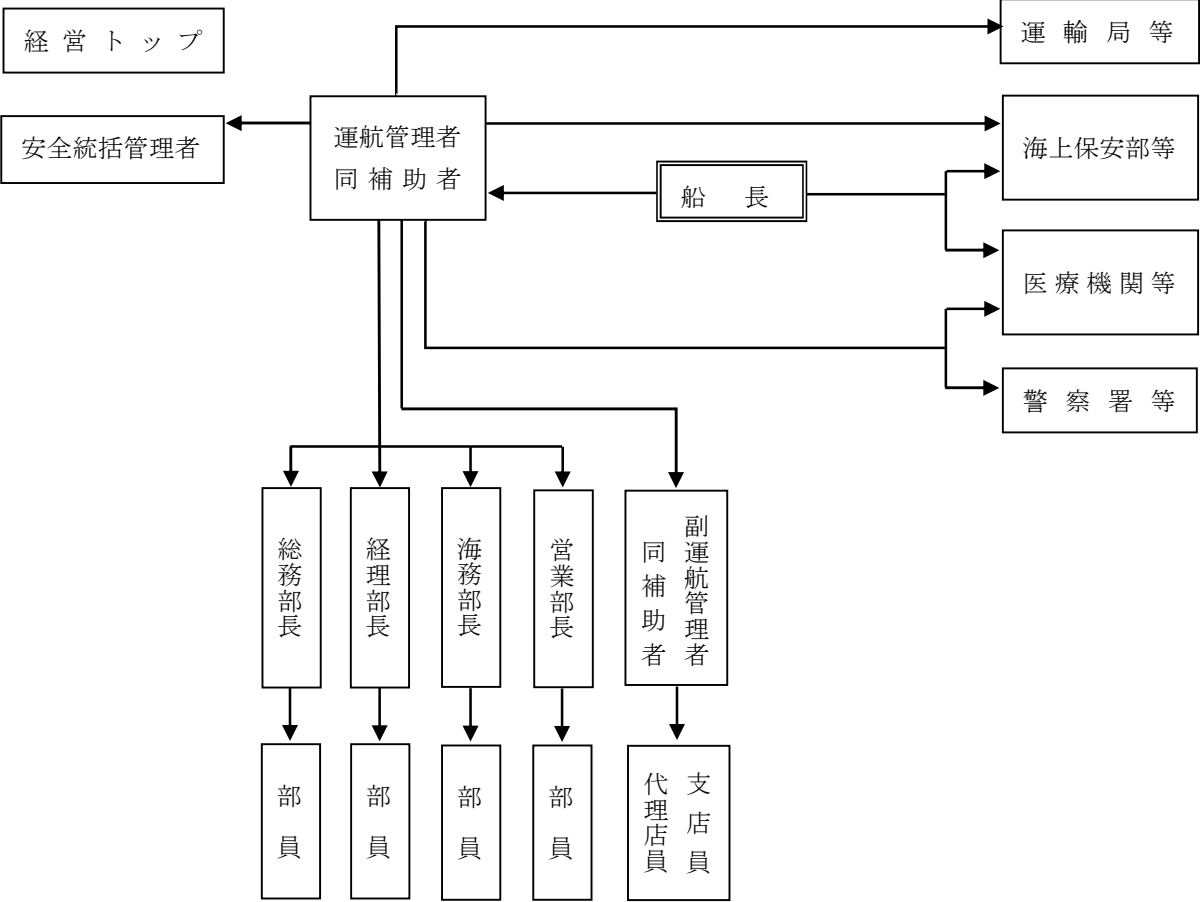 経営トップ
運輸局等
安全統括管理者
運航管理者
同補助者
海上保安部等
船長
医療機関等
警察署等
総務部長
経理部長
海務部長
営業部長
副運航管理者
同補助者
部員
部員
部員
部員
支店員
代理店員